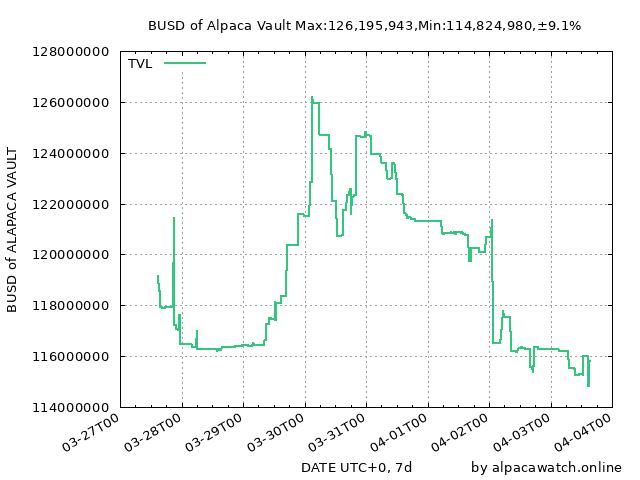 BUSD of Alpaca Vault Max:126,195,943,Min:114,824,980,±9.1%
128000000
TVL
126000000
124000000
122000000
120000000
118000000
116000000
114000000
BUSD of ALAPACA VAULT
03-27T00
03-28T00
03-29T00
03-30T00
03-31T00
04-01T00
04-02T00
04-03T00
04-04T00
DATE UTC+0, 7d
by alpacawatch.online